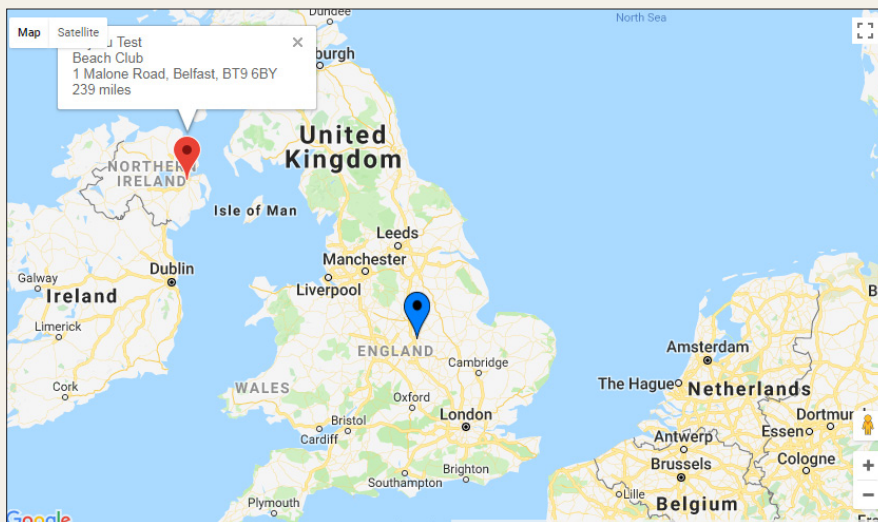 Dundee
North Sea
Map Satellite
Test
Beach Club
1 Malone Road, Belfast, BT9 6BY
239 miles
×
burgh
United
Kingdom
NORTHERN
IRELAND
Isle of Man
Leeds
Manchester
Liverpool
Dublin
Galway
Ireland
Limerick
Cork
ENGLAND
WALES
Cambridge
Oxford
London
Bristol
Cardiff
Southampton
Brighton
Plymouth
Amsterdam
The Hague
Netherlands
Dortmun
Essen
Antwerp
Cologne
Brussels
Lille
Belgium
B
Fra
+
−
Google